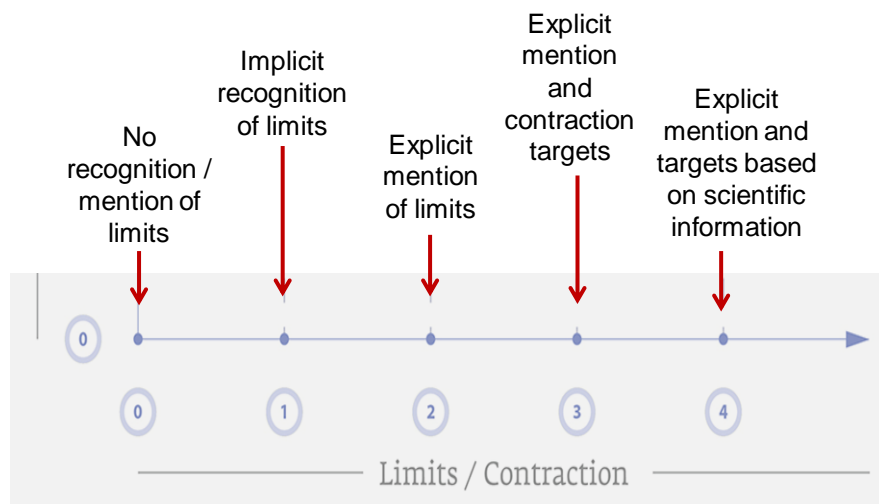 No
recognition /
mention of
limits
Implicit
recognition
of limits
Explicit
mention
of limits
Explicit
mention
and
contraction
targets
Explicit
mention and
targets based
on scientific
information
0
0
1
2
3
4
Limits / Contraction